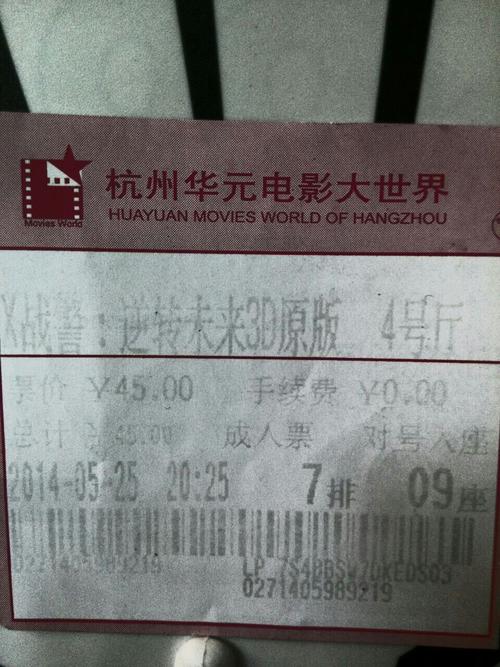 Movies World
杭州华元电影大世界
HUAYUAN MOVIES WORLD OF HANGZHOU
X战警：逆转未来3D原版 4号厅
票价 ¥45.00 手续费 ¥0.00
总计 ¥45.00 成人票 对号入座
2014-05-25 20:25 7排 09座
0271405989219
0271405989219